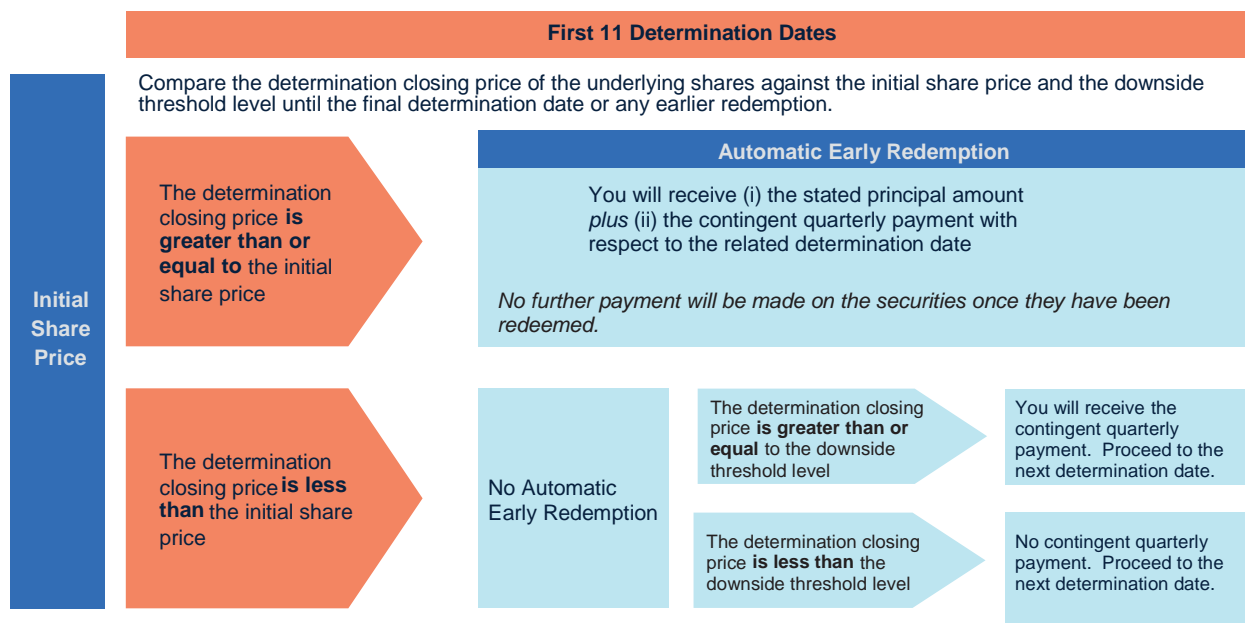 First 11 Determination Dates
Compare the determination closing price of the underlying shares against the initial share price and the downside
threshold level until the final determination date or any earlier redemption.
Initial
Share
Price
The determination
closing price is
greater than or
equal to the initial
share price
Automatic Early Redemption
You will receive (i) the stated principal amount
plus (ii) the contingent quarterly payment with
respect to the related determination date
No further payment will be made on the securities once they have been
redeemed.
The determination
closing price is less
than the initial share
price
No Automatic
Early Redemption
The determination closing
price is greater than or
equal to the downside
threshold level
You will receive the
contingent quarterly
payment.  Proceed to the
next determination date.
The determination closing
price is less than the
downside threshold level
No contingent quarterly
payment.  Proceed to the
next determination date.